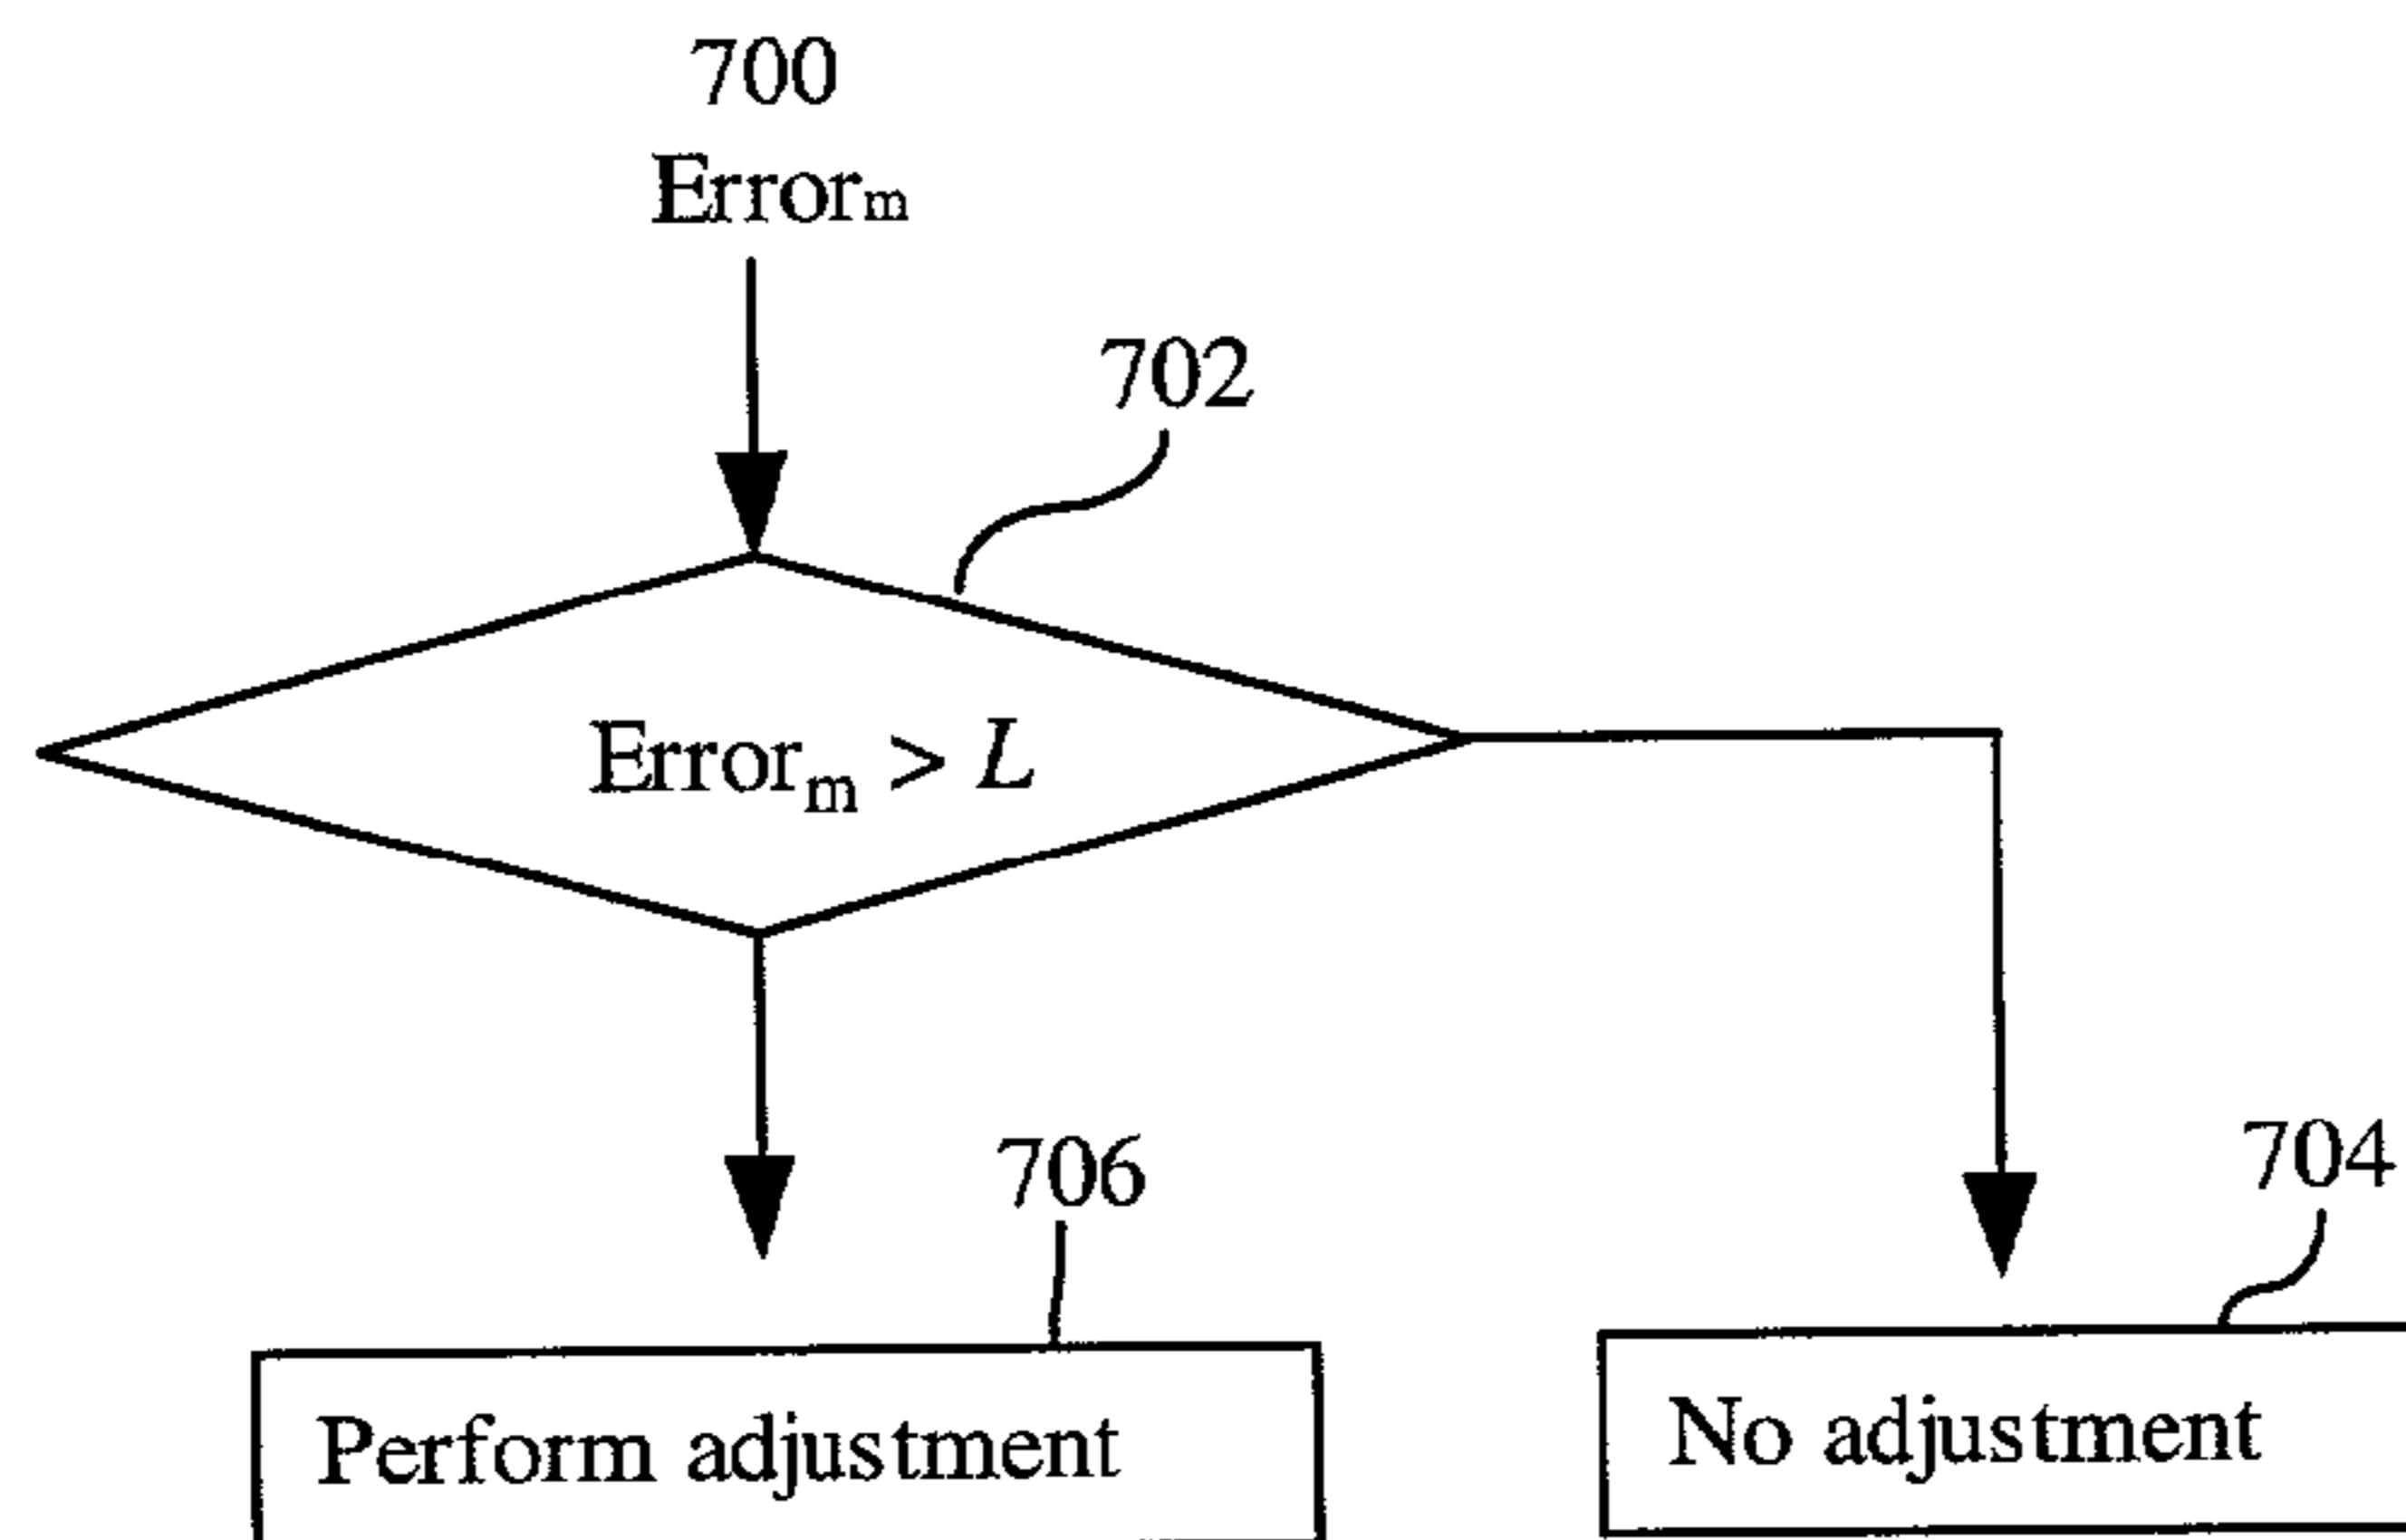 700
Errorm
702
Errorm > L
706
704
Perform adjustment
No adjustment